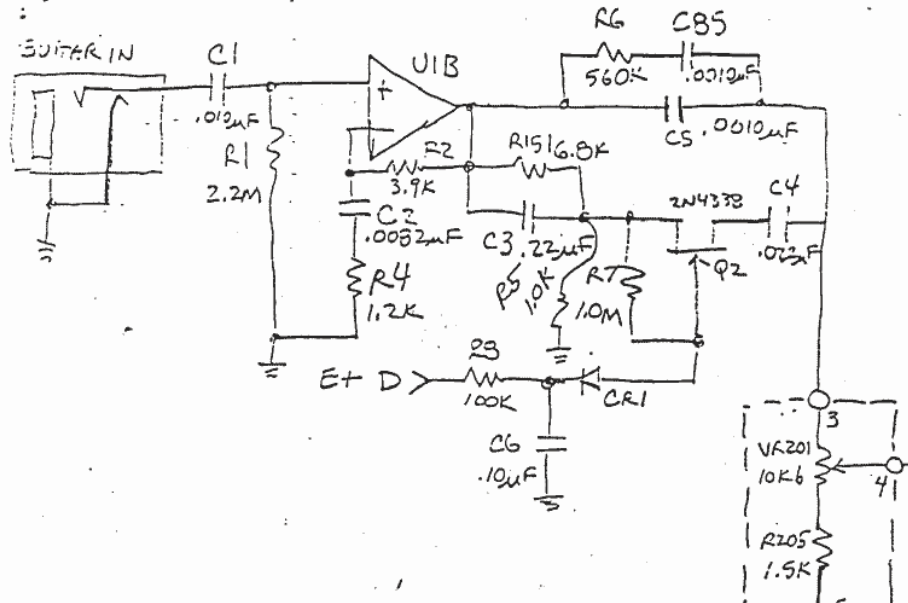 GUITAR IN
C1
.010µF
R1
2.2M
U1B
+
−
R2
3.9K
C2
.0082µF
R4
1.2K
R6
560K
C85
.0010µF
C5 .0010µF
R151 6.8K
C3 .22µF
R5
1.0K
R7
1.0M
2N4338
Q2
C4
.022µF
E+ D
R3
100K
CR1
C6
.10µF
3
VR201
10K6
4
R205
1.5K